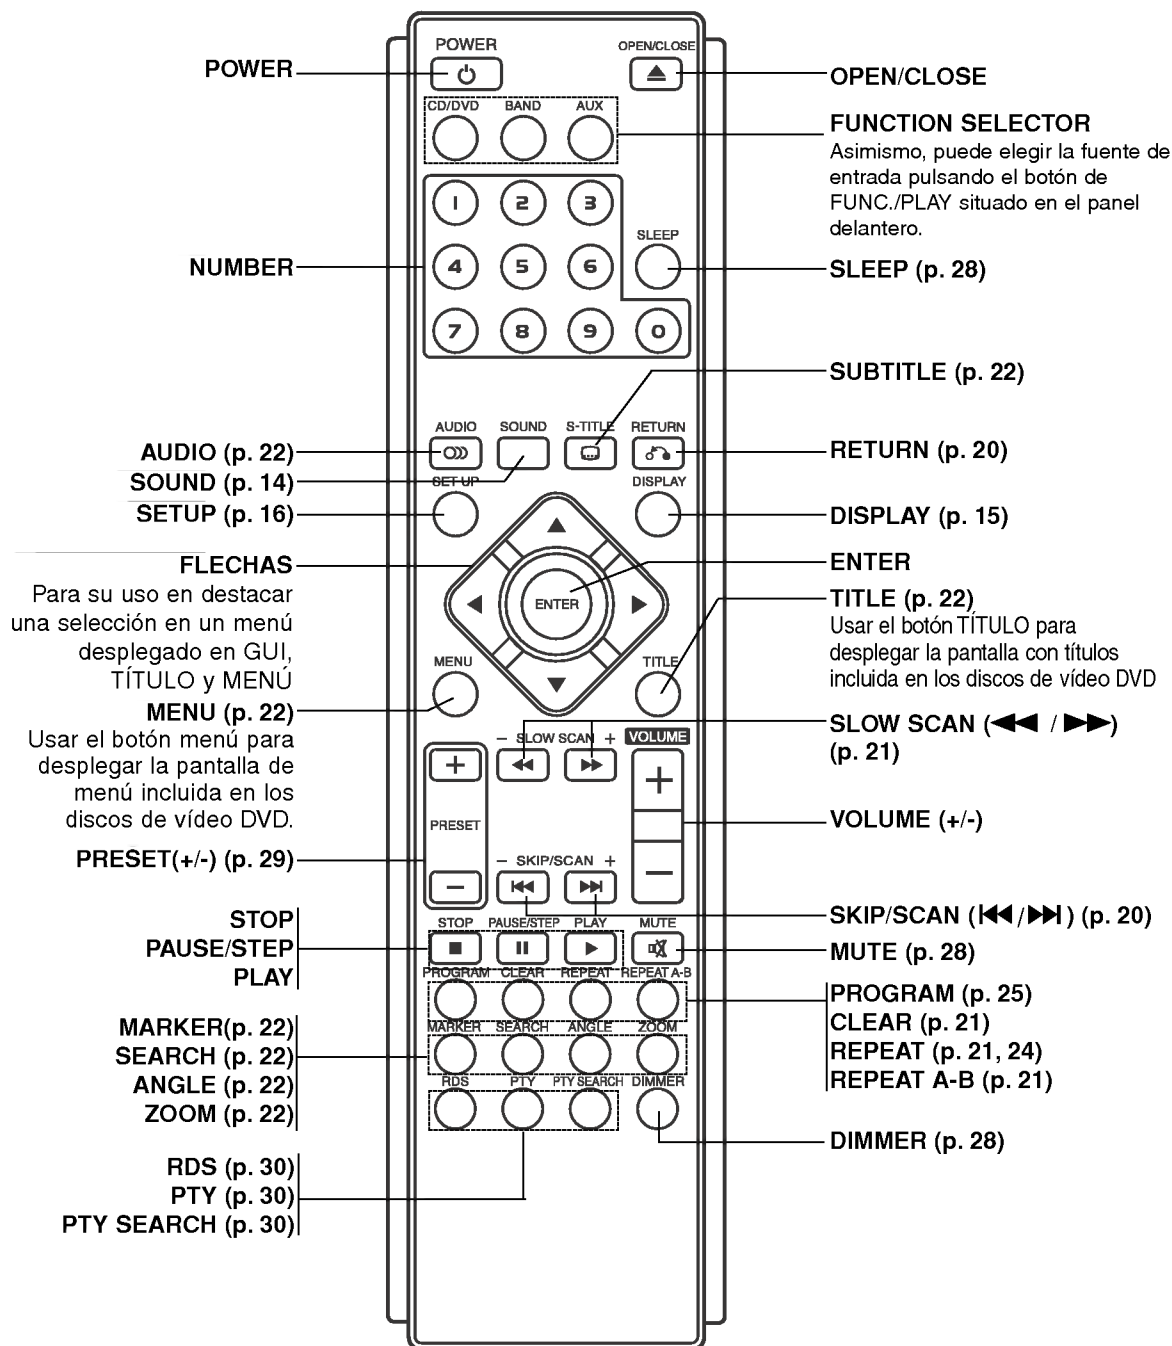 POWER
AUDIO (p. 22)
SOUND (p. 14)
SETUP (p. 16)
NUMBER
FLECHAS
Para su uso en destacar
una selección en un menú
desplegado en GUI,
TÍTULO y MENÚ
MENU (p. 22)
Usar el botón menú para
desplegar la pantalla de
menú incluida en los
discos de vídeo DVD.
PRESET(+/-) (p. 29)
STOP
PAUSE/STEP
PLAY
MARKER(p. 22)
SEARCH (p. 22)
ANGLE (p. 22)
ZOOM (p. 22)
RDS (p. 30)
PTY (p. 30)
PTY SEARCH (p. 30)
POWER OPEN/CLOSE
CD/DVD BAND AUX
1 2 3
SLEEP
4 5 6
7 8 9 0
AUDIO SOUND S-TITLE RETURN
SET UP DISPLAY
ENTER
MENU TITLE
- SLOW SCAN + VOLUME
+ +
PRESET
- SKIP/SCAN +
- -
STOP PAUSE/STEP PLAY MUTE
PROGRAM CLEAR REPEAT REPEAT A-B
MARKER SEARCH ANGLE ZOOM
RDS PTY PTY SEARCH DIMMER
OPEN/CLOSE
FUNCTION SELECTOR
Asimismo, puede elegir la fuente de
entrada pulsando el botón de
FUNC./PLAY situado en el panel
delantero.
SLEEP (p. 28)
SUBTITLE (p. 22)
RETURN (p. 20)
DISPLAY (p. 15)
ENTER
TITLE (p. 22)
Usar el botón TÍTULO para
desplegar la pantalla con títulos
incluida en los discos de vídeo DVD
SLOW SCAN (◀◀ / ▶▶)
(p. 21)
VOLUME (+/-)
SKIP/SCAN (|◀◀ / ▶▶|) (p. 20)
MUTE (p. 28)
PROGRAM (p. 25)
CLEAR (p. 21)
REPEAT (p. 21, 24)
REPEAT A-B (p. 21)
DIMMER (p. 28)